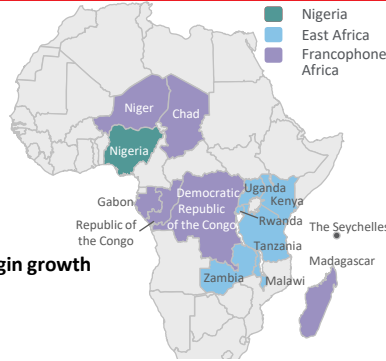 Nigeria
East Africa
Francophone
Africa
Niger
Chad
Nigeria
Gabon
Republic of
the Congo
Democratic
Republic
of the Congo
Uganda
Kenya
Rwanda
The Seychelles
Tanzania
Madagascar
gin growth
Zambia
Malawi